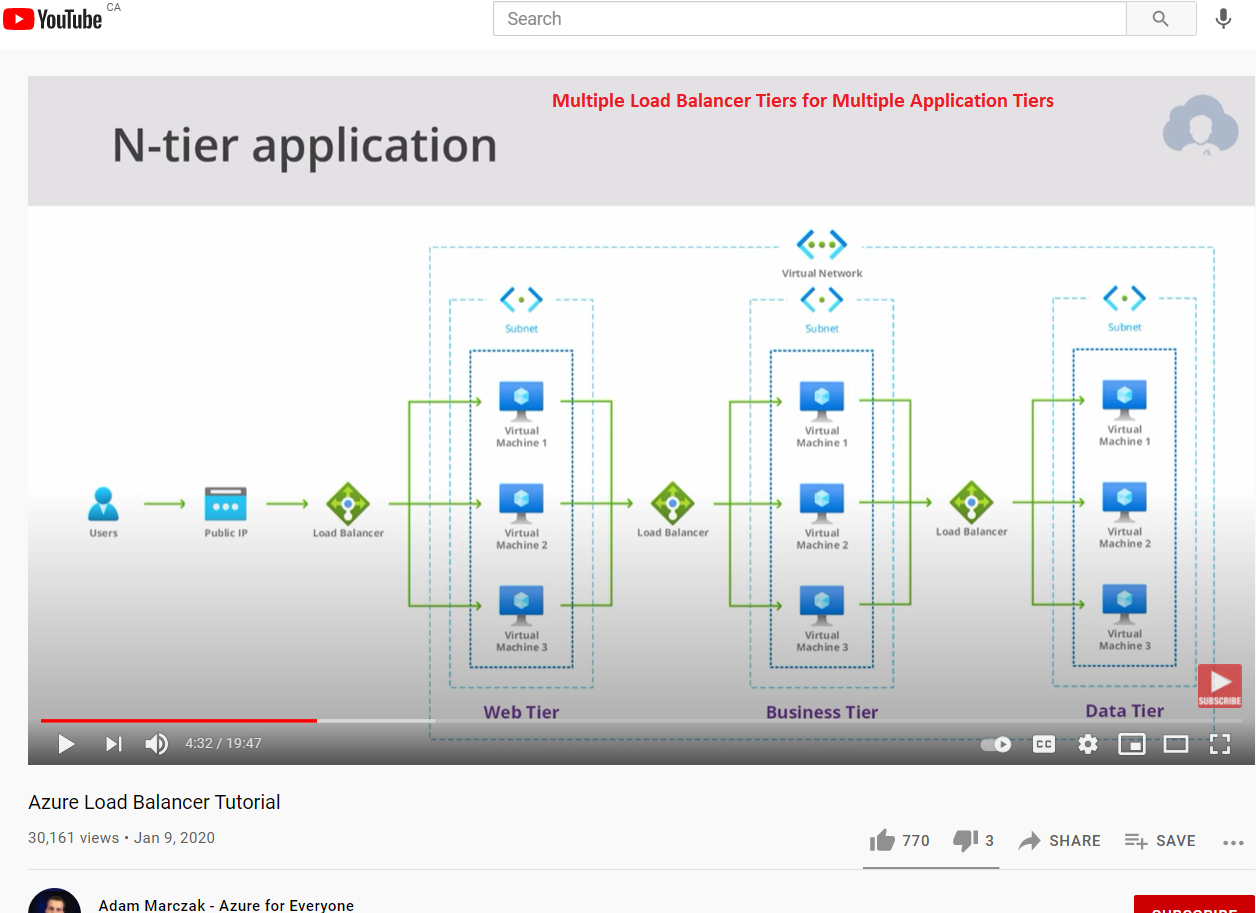 YouTube CA
Search
Multiple Load Balancer Tiers for Multiple Application Tiers
N-tier application
Virtual Network
Subnet
Subnet
Subnet
Virtual
Machine 1
Virtual
Machine 1
Virtual
Machine 1
Users
Public IP
Load Balancer
Virtual
Machine 2
Load Balancer
Virtual
Machine 2
Load Balancer
Virtual
Machine 2
Virtual
Machine 3
Virtual
Machine 3
Virtual
Machine 3
SUBSCRIBE
Web Tier
Business Tier
Data Tier
4:32 / 19:47
CC
Azure Load Balancer Tutorial
30,161 views • Jan 9, 2020
770
3
SHARE
SAVE
Adam Marczak - Azure for Everyone
SUBSCRIBE